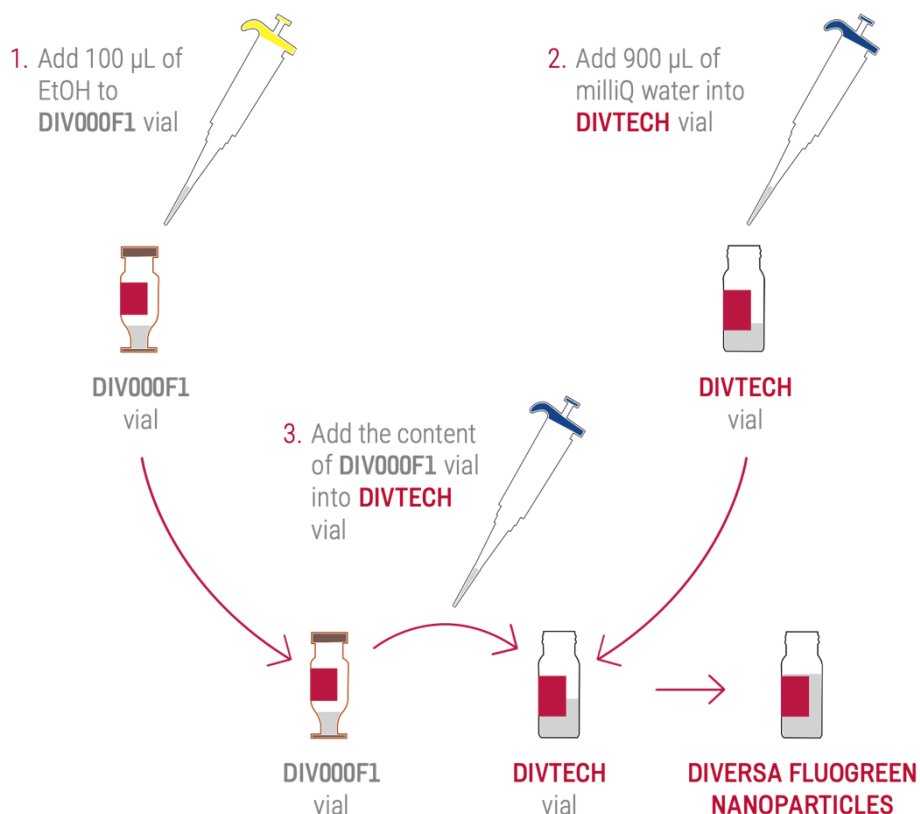 1. Add 100 µL of
EtOH to
DIV000F1 vial
2. Add 900 µL of
milliQ water into
DIVTECH vial
DIV000F1
vial
DIVTECH
vial
3. Add the content
of DIV000F1 vial
into DIVTECH
vial
DIV000F1
vial
DIVTECH
vial
DIVERSA FLUOGREEN
NANOPARTICLES